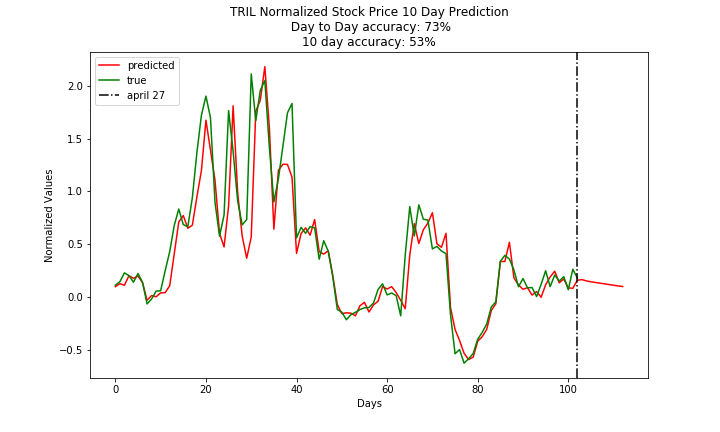 TRIL Normalized Stock Price 10 Day Prediction
Day to Day accuracy: 73%
10 day accuracy: 53%
predicted
true
april 27
2.0
1.5
1.0
0.5
0.0
−0.5
Normalized Values
0 20 40 60 80 100
Days